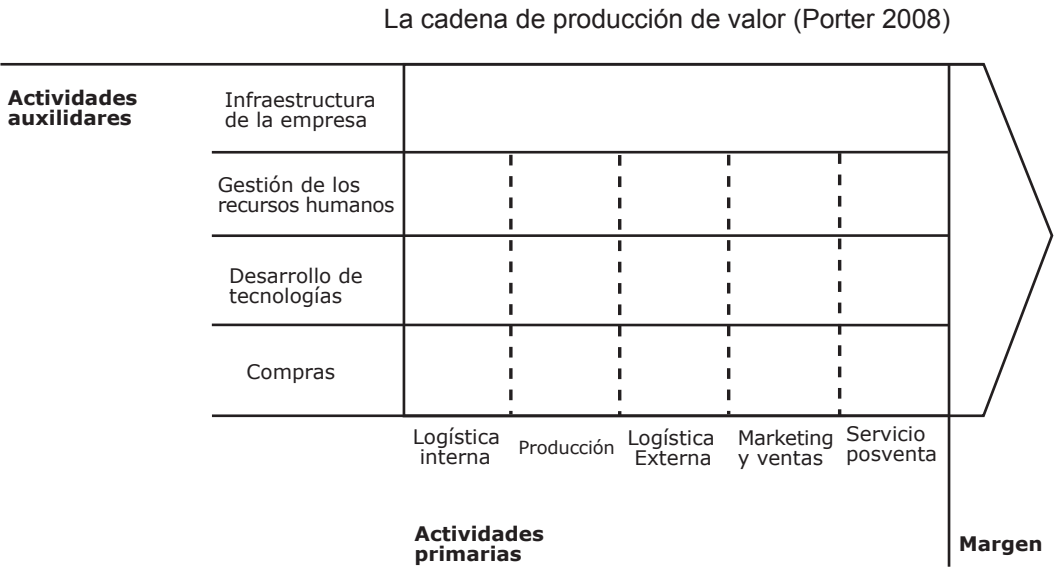 La cadena de producción de valor (Porter 2008)
Actividades
auxilidares
Infraestructura
de la empresa
Gestión de los
recursos humanos
Desarrollo de
tecnologías
Compras
Logística
interna
Producción
Logística
Externa
Marketing
y ventas
Servicio
posventa
Actividades
primarias
Margen